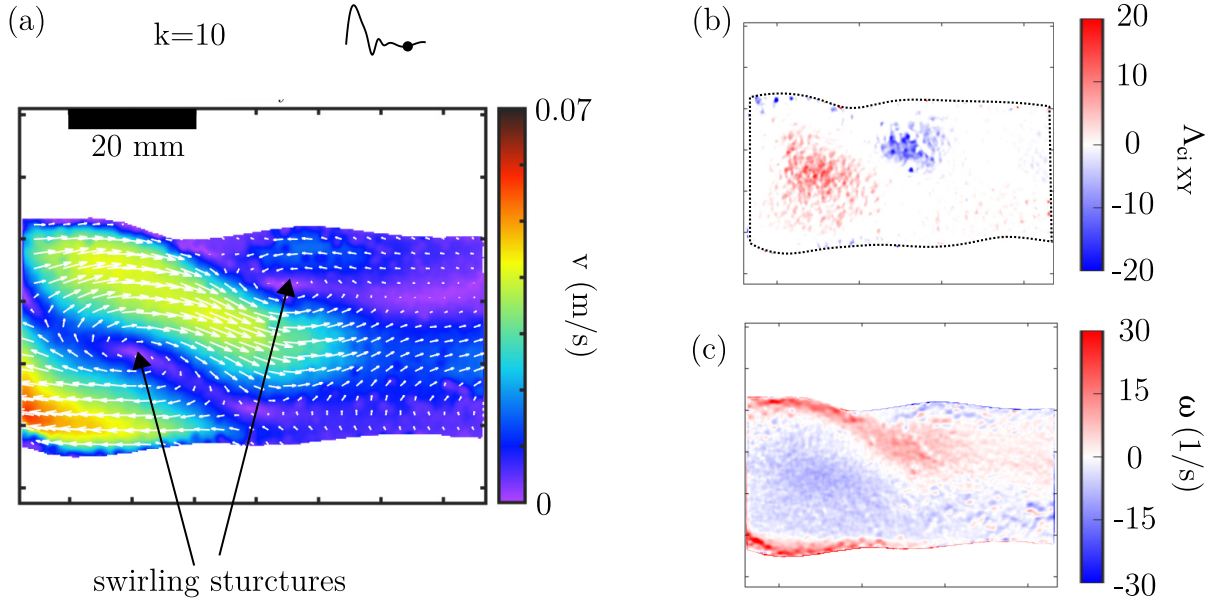 (a)
k=10
20 mm
0.07
v (m/s)
0
swirling sturctures
(b)
20
10
0
-10
-20
Λci XY
(c)
30
15
0
-15
-30
ω (1/s)